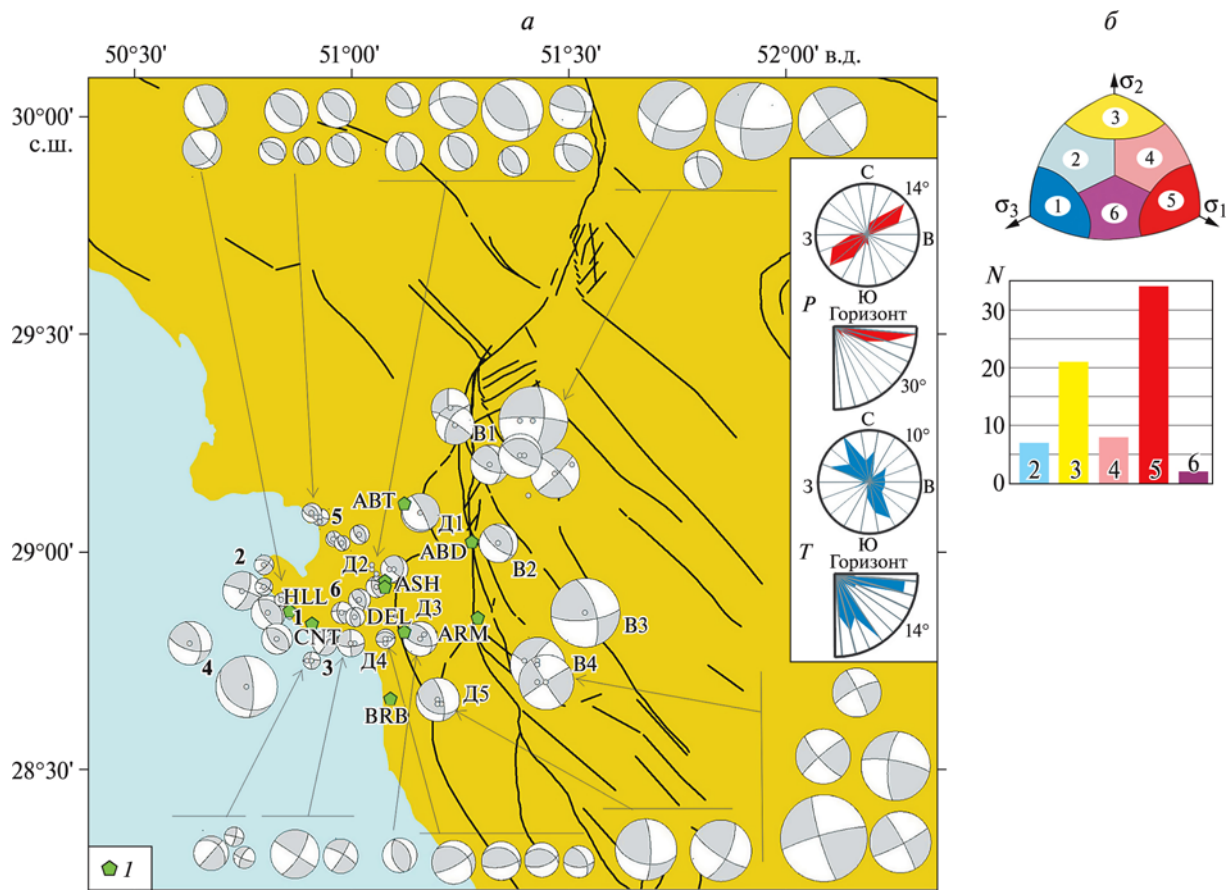 а
б
50°30' 51°00' 51°30' 52°00' в.д.
30°00'
с.ш.
29°30'
29°00'
28°30'
С
14°
З В
Ю
P Горизонт
30°
С
10°
З В
Ю
T Горизонт
14°
B1
ABT
Д1
ABD
B2
5
2
Д2
ASH
HLL 6
1
DEL Д3
CNT
ARM
B3
4
3 Д4
B4
Д5
BRB
1
σ2
3
2 4
1 6 5
σ3 σ1
N
30
20
10
0
2 3 4 5 6